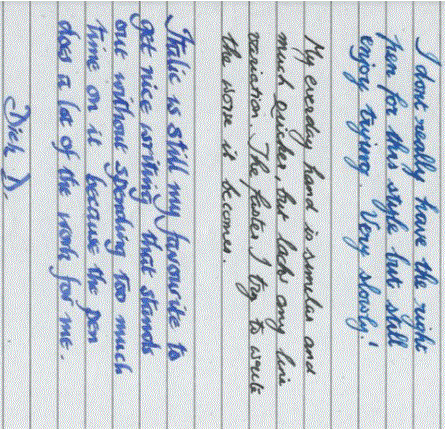 I dont really have the right
pen for this style but still
enjoy trying. Very slowly!
My everyday hand is similar and
much quicker, but lacks any line
variation. The faster I try to write
the worse it becomes.
Italic is still my favourite to
get nice writing that stands
out without spending too much
time on it because the pen
does a lot of the work for me.
Dick D.